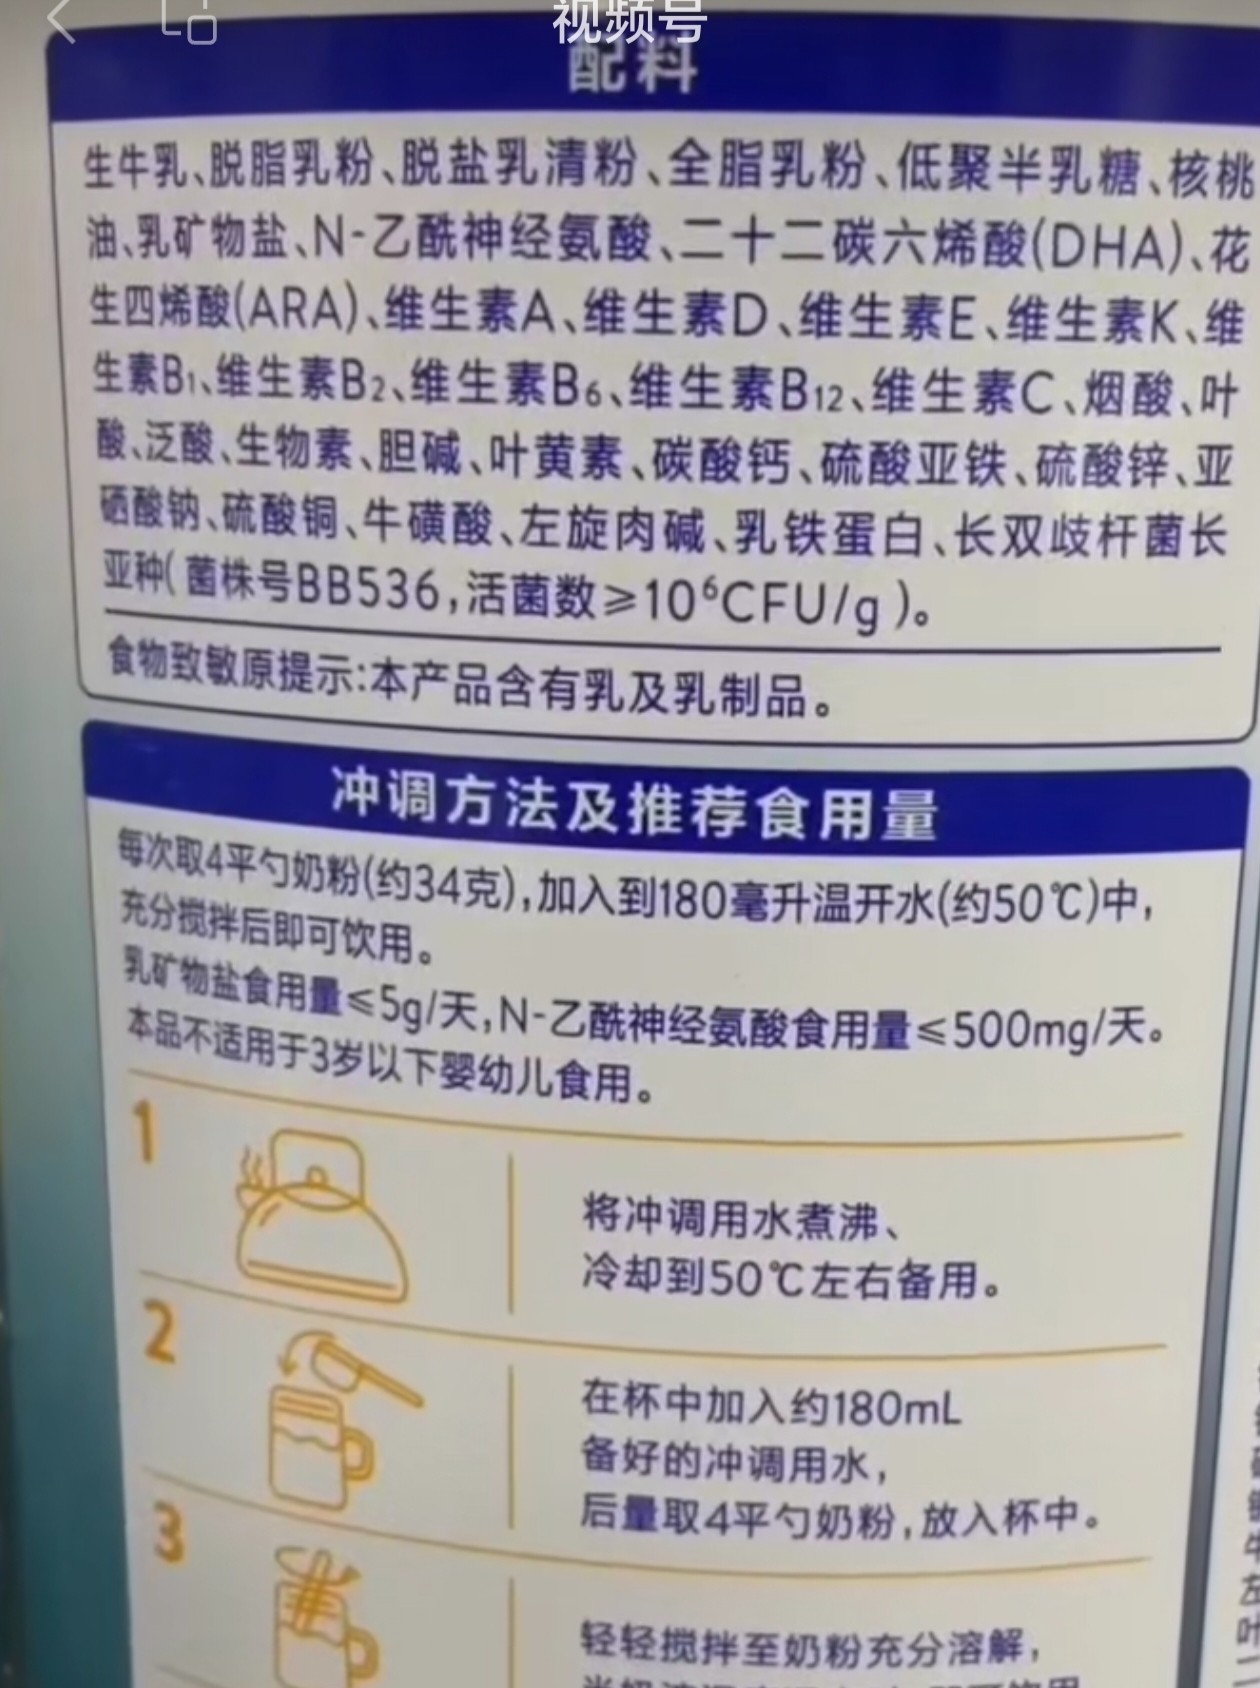 视频号
配料
生牛乳、脱脂乳粉、脱盐乳清粉、全脂乳粉、低聚半乳糖、核桃
油、乳矿物盐、N-乙酰神经氨酸、二十二碳六烯酸(DHA)、花
生四烯酸(ARA)、维生素A、维生素D、维生素E、维生素K、维
生素B₁、维生素B₂、维生素B₆、维生素B₁₂、维生素C、烟酸、叶
酸、泛酸、生物素、胆碱、叶黄素、碳酸钙、硫酸亚铁、硫酸锌、亚
硒酸钠、硫酸铜、牛磺酸、左旋肉碱、乳铁蛋白、长双歧杆菌长
亚种(菌株号BB536,活菌数≥10⁶CFU/g)。
食物致敏原提示:本产品含有乳及乳制品。
冲调方法及推荐食用量
每次取4平勺奶粉(约34克),加入到180毫升温开水(约50℃)中,
充分搅拌后即可饮用。
乳矿物盐食用量≤5g/天,N-乙酰神经氨酸食用量≤500mg/天。
本品不适用于3岁以下婴幼儿食用。
1
将冲调用水煮沸、
冷却到50℃左右备用。
2
在杯中加入约180mL
备好的冲调用水,
后量取4平勺奶粉,放入杯中。
3
轻轻搅拌至奶粉充分溶解,